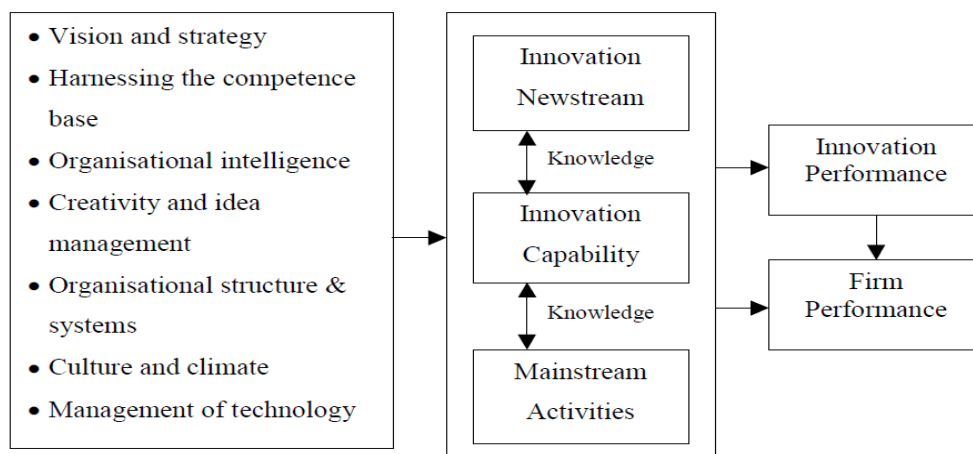 • Vision and strategy
• Harnessing the competence
base
• Organisational intelligence
• Creativity and idea
management
• Organisational structure &
systems
• Culture and climate
• Management of technology
Innovation
Newstream
Knowledge
Innovation
Capability
Knowledge
Mainstream
Activities
Innovation
Performance
Firm
Performance